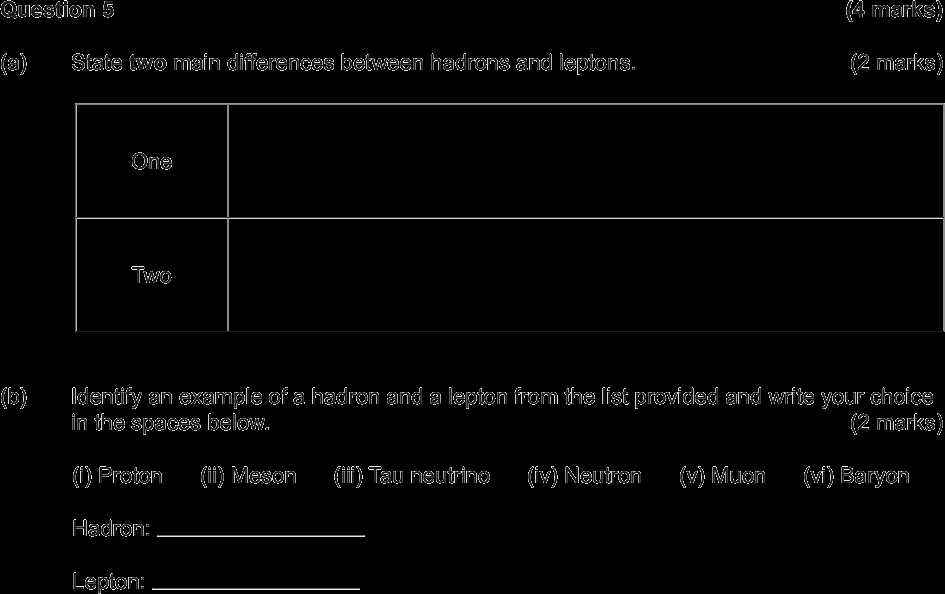 Question 5 (4 marks)
(a) State two main differences between hadrons and leptons. (2 marks)
One
Two
(b) Identify an example of a hadron and a lepton from the list provided and write your choice
in the spaces below. (2 marks)
(i) Proton (ii) Meson (iii) Tau neutrino (iv) Neutron (v) Muon (vi) Baryon
Hadron:
Lepton: